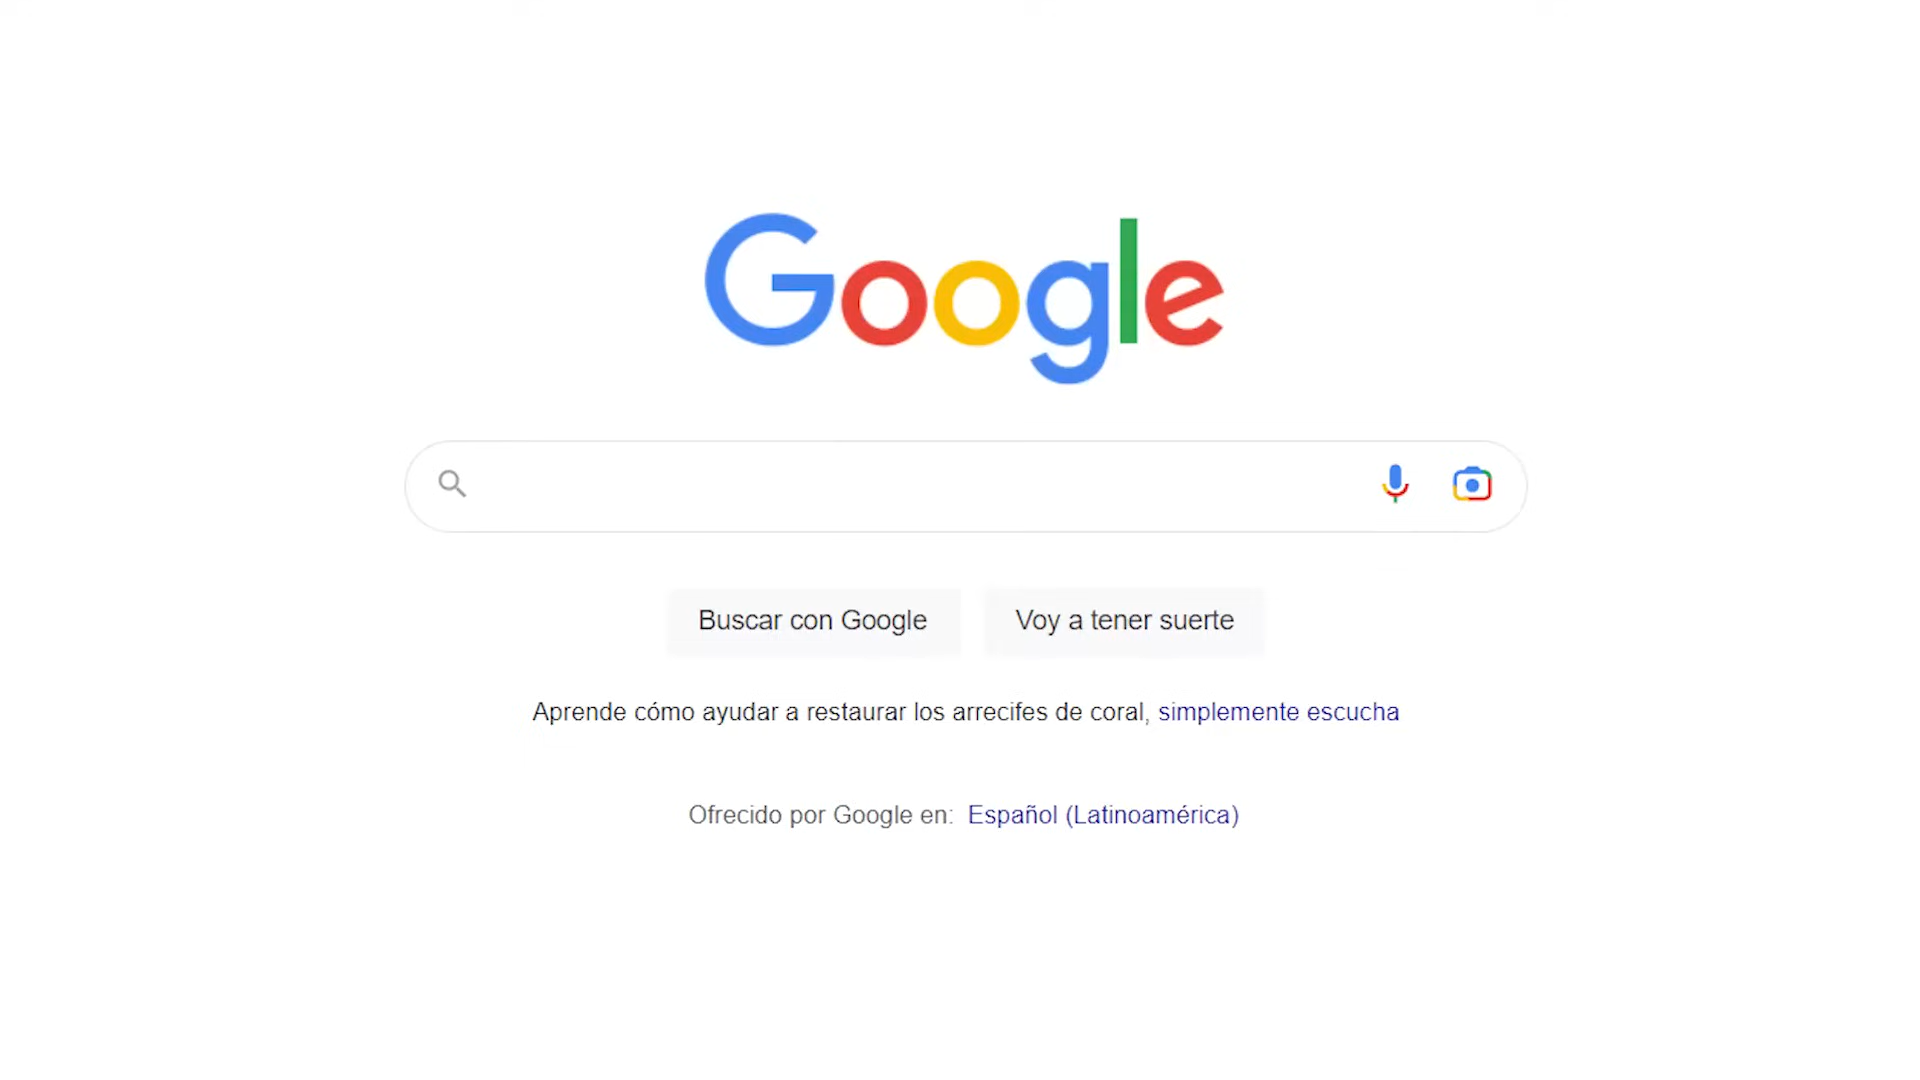 Google
Buscar con Google Voy a tener suerte
Aprende cómo ayudar a restaurar los arrecifes de coral, simplemente escucha
Ofrecido por Google en: Español (Latinoamérica)